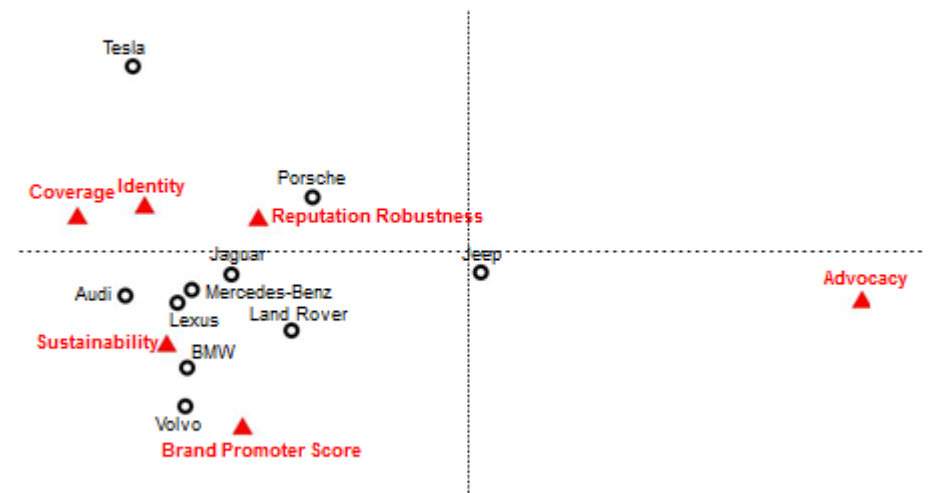 Tesla
Porsche
Coverage
Identity
Reputation Robustness
Jaguar
Jeep
Audi
Mercedes-Benz
Advocacy
Lexus
Land Rover
Sustainability
BMW
Volvo
Brand Promoter Score